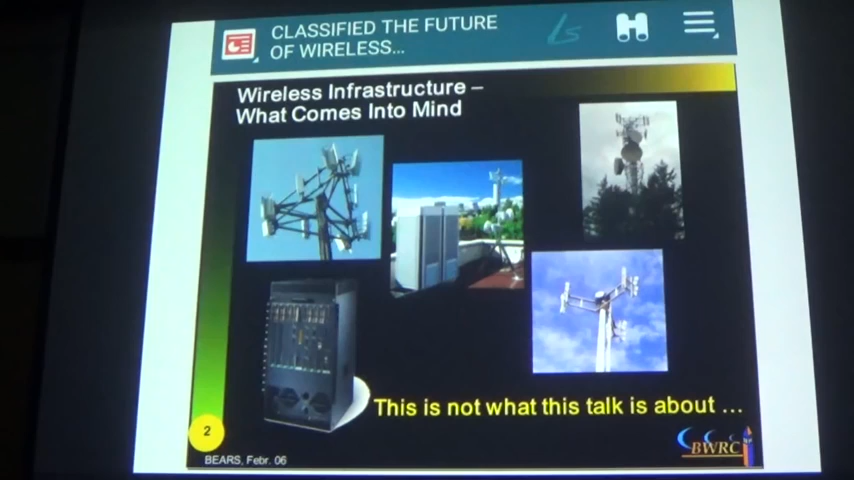 CLASSIFIED THE FUTURE
OF WIRELESS...
Ls
Wireless Infrastructure –
What Comes Into Mind
This is not what this talk is about ...
2
BEARS, Febr. 06
BWRC